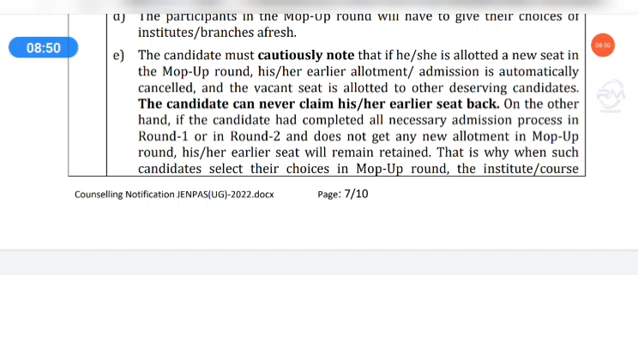 d) The participants in the Mop-Up round will have to give their choices of
institutes/branches afresh.
08:50
08:50
e) The candidate must cautiously note that if he/she is allotted a new seat in
the Mop-Up round, his/her earlier allotment/ admission is automatically
cancelled, and the vacant seat is allotted to other deserving candidates.
The candidate can never claim his/her earlier seat back. On the other
hand, if the candidate had completed all necessary admission process in
Round-1 or in Round-2 and does not get any new allotment in Mop-Up
round, his/her earlier seat will remain retained. That is why when such
candidates select their choices in Mop-Up round, the institute/course
Counselling Notification JENPAS(UG)-2022.docx Page: 7/10
RM